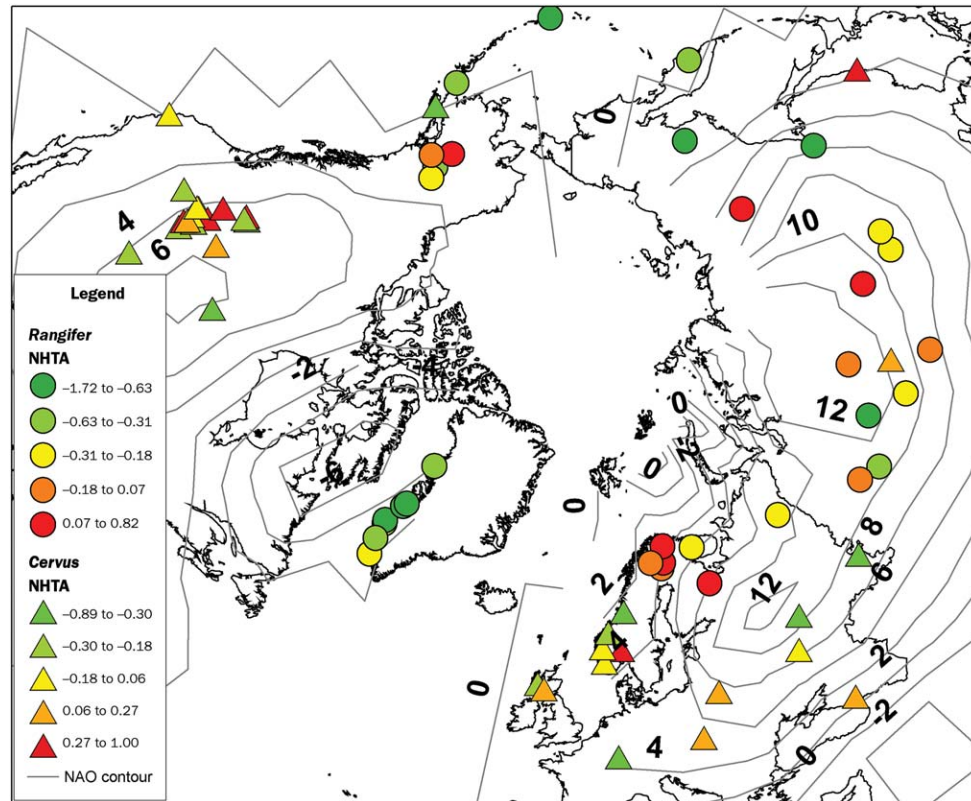 0
4
6
10
Legend
Rangifer
NHTA
−1.72 to −0.63
−0.63 to −0.31
−0.31 to −0.18
−0.18 to 0.07
0.07 to 0.82
Cervus
NHTA
−0.89 to −0.30
−0.30 to −0.18
−0.18 to 0.06
0.06 to 0.27
0.27 to 1.00
NAO contour
-2
-4
0
12
2
0
0
8
6
2
12
4
2
-2
0
4
0